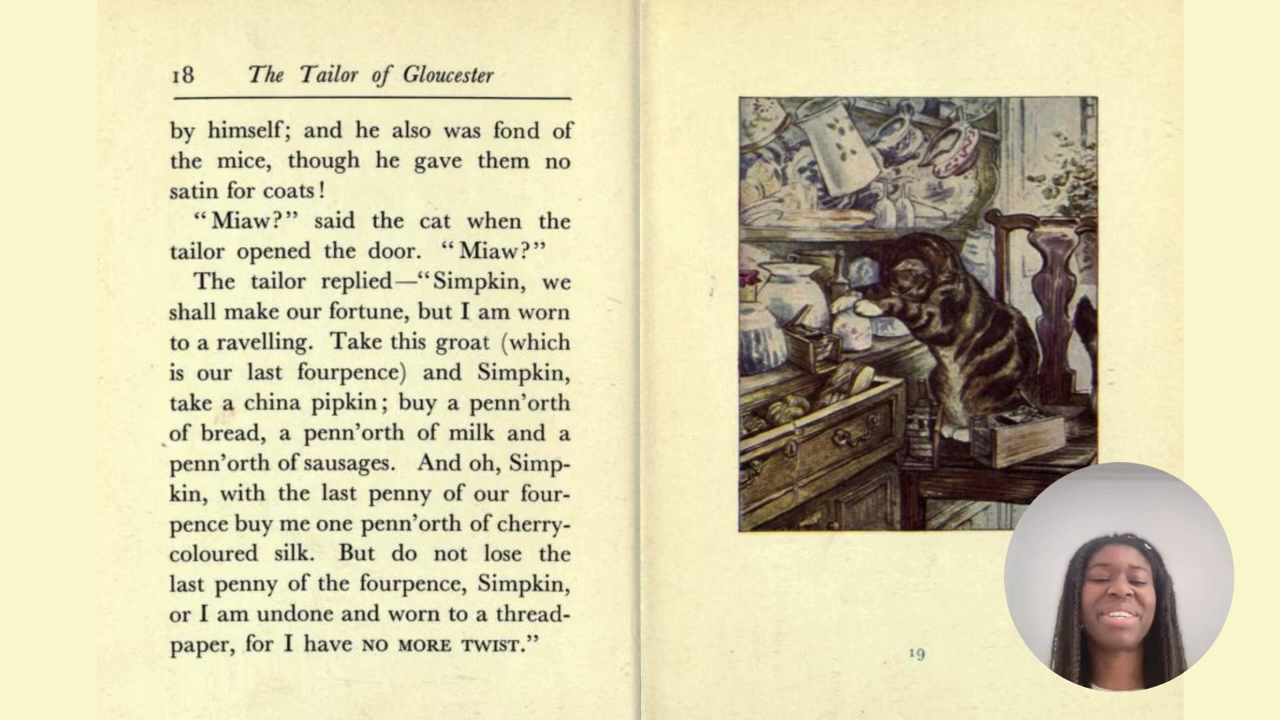 18 The Tailor of Gloucester
by himself; and he also was fond of
the mice, though he gave them no
satin for coats!
“Miaw?” said the cat when the
tailor opened the door. “Miaw?”
The tailor replied—“Simpkin, we
shall make our fortune, but I am worn
to a ravelling. Take this groat (which
is our last fourpence) and Simpkin,
take a china pipkin; buy a penn’orth
of bread, a penn’orth of milk and a
penn’orth of sausages. And oh, Simp-
kin, with the last penny of our four-
pence buy me one penn’orth of cherry-
coloured silk. But do not lose the
last penny of the fourpence, Simpkin,
or I am undone and worn to a thread-
paper, for I have NO MORE TWIST.”
19